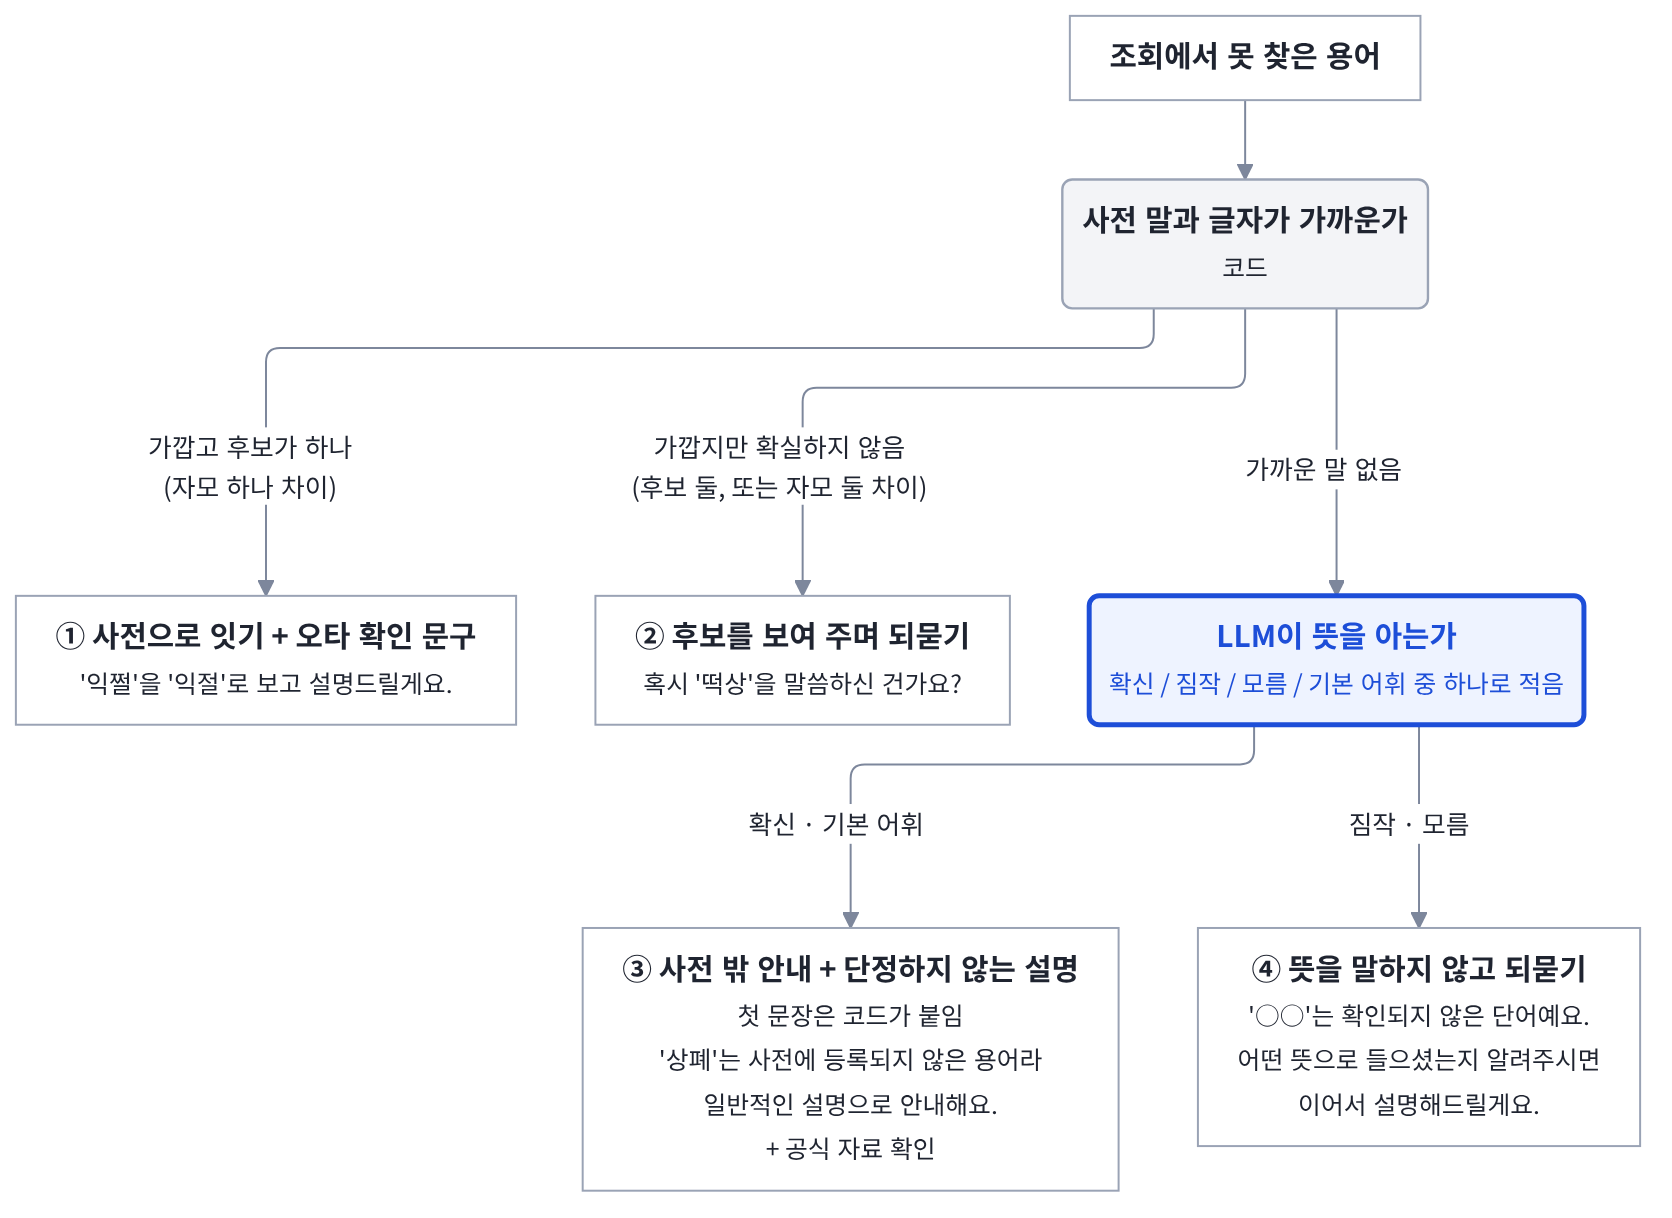 조회에서 못 찾은 용어
사전 말과 글자가 가까운가
코드
가깝고 후보가 하나
(자모 하나 차이)
가깝지만 확실하지 않음
(후보 둘, 또는 자모 둘 차이)
가까운 말 없음
① 사전으로 잇기 + 오타 확인 문구
'익쩔'을 '익절'로 보고 설명드릴게요.
② 후보를 보여 주며 되묻기
혹시 '떡상'을 말씀하신 건가요?
LLM이 뜻을 아는가
확신 / 짐작 / 모름 / 기본 어휘 중 하나로 적음
확신 · 기본 어휘
짐작 · 모름
③ 사전 밖 안내 + 단정하지 않는 설명
첫 문장은 코드가 붙임
'상폐'는 사전에 등록되지 않은 용어라
일반적인 설명으로 안내해요.
+ 공식 자료 확인
④ 뜻을 말하지 않고 되묻기
'○○'는 확인되지 않은 단어예요.
어떤 뜻으로 들으셨는지 알려주시면
이어서 설명해드릴게요.